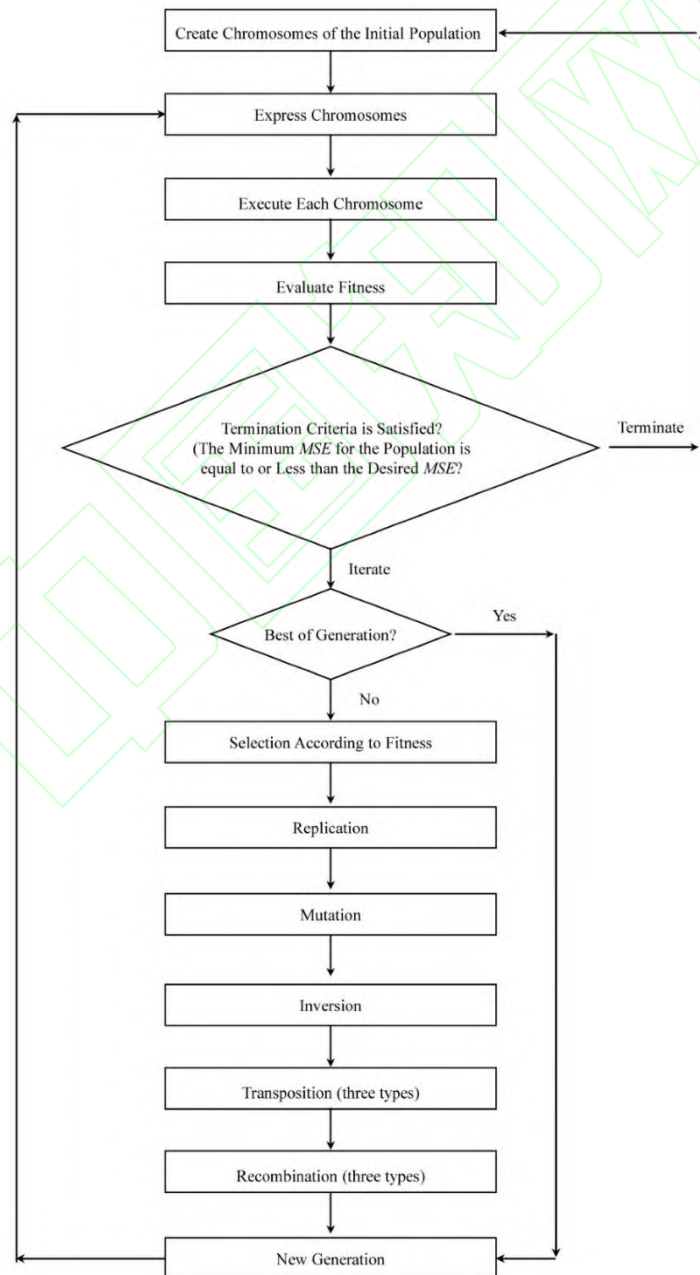 Create Chromosomes of the Initial Population
Express Chromosomes
Execute Each Chromosome
Evaluate Fitness
Termination Criteria is Satisfied?
(The Minimum MSE for the Population is
equal to or Less than the Desired MSE?
Terminate
Iterate
Best of Generation?
Yes
No
Selection According to Fitness
Replication
Mutation
Inversion
Transposition (three types)
Recombination (three types)
New Generation